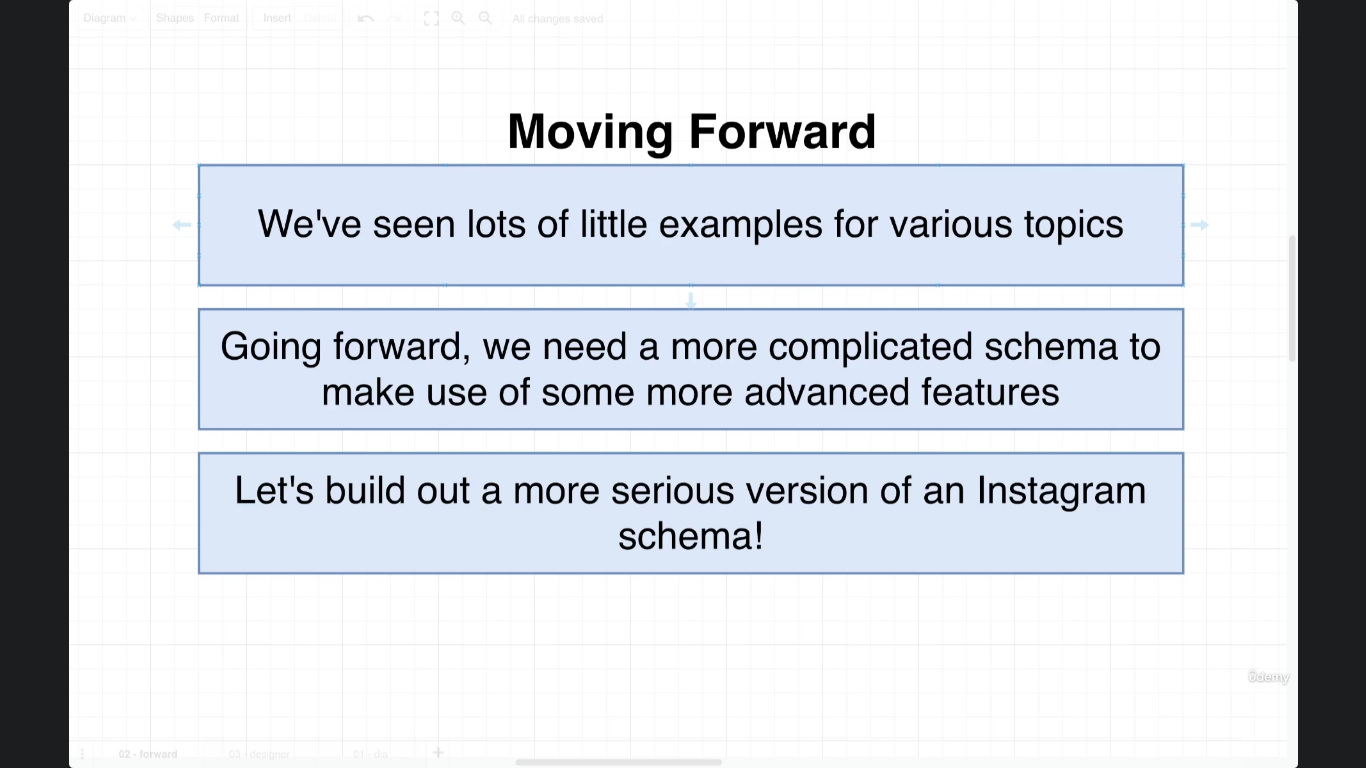 Diagram Shapes Format Insert Delete All changes saved
Moving Forward
We've seen lots of little examples for various topics
Going forward, we need a more complicated schema to
make use of some more advanced features
Let's build out a more serious version of an Instagram
schema!
ûdemy
02 - forward 03 - designer 01 - dia